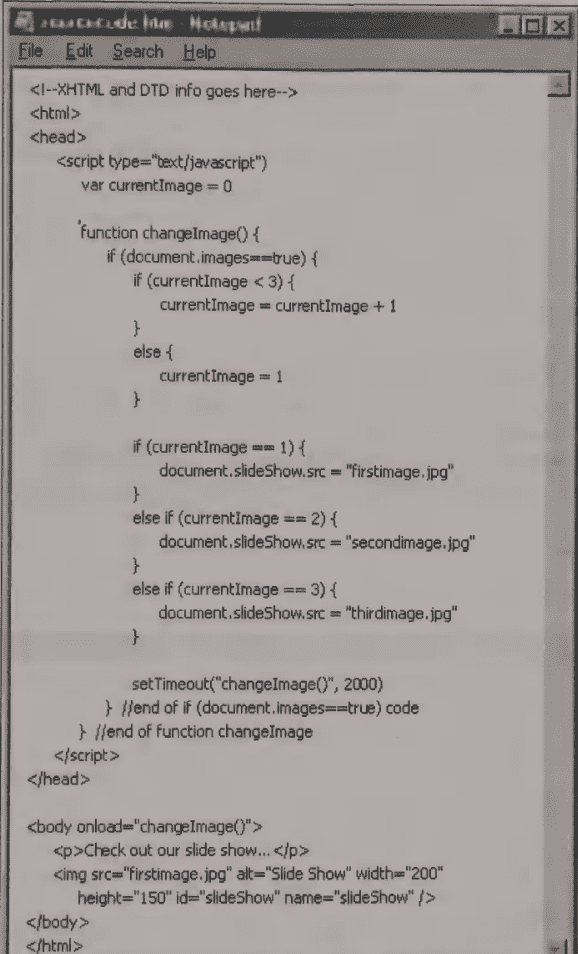 Notepad
File Edit Search Help
<!--XHTML and DTD info goes here-->
<html>
<head>
<script type="text/javascript")
var currentImage = 0
function changeImage() {
if (document.images==true) {
if (currentImage < 3) {
currentImage = currentImage + 1
}
else {
currentImage = 1
}
if (currentImage == 1) {
document.slideShow.src = "firstimage.jpg"
}
else if (currentImage == 2) {
document.slideShow.src = "secondimage.jpg"
}
else if (currentImage == 3) {
document.slideShow.src = "thirdimage.jpg"
}
setTimeout("changeImage()", 2000)
} //end of if (document.images==true) code
} //end of function changeImage
</script>
</head>
<body onload="changeImage()">
<p>Check out our slide show...</p>
<img src="firstimage.jpg" alt="Slide Show" width="200"
height="150" id="slideShow" name="slideShow" />
</body>
</html>